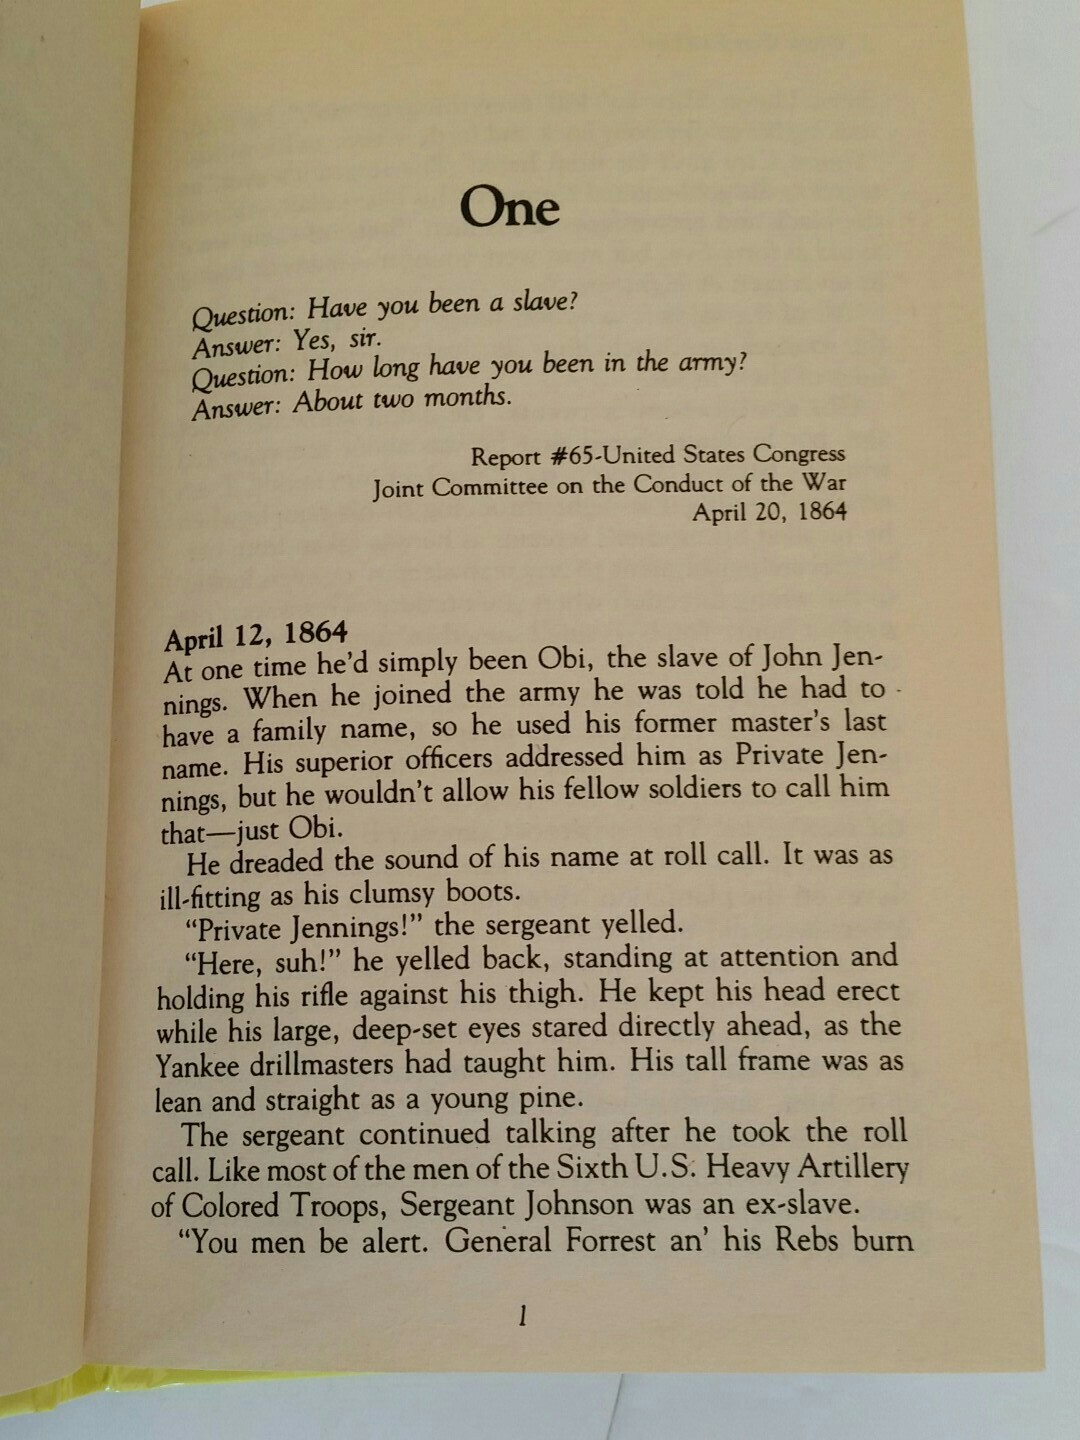 One
Question: Have you been a slave?
Answer: Yes, sir.
Question: How long have you been in the army?
Answer: About two months.
Report #65-United States Congress
Joint Committee on the Conduct of the War
April 20, 1864
April 12, 1864
At one time he'd simply been Obi, the slave of John Jen-
nings. When he joined the army he was told he had to
have a family name, so he used his former master's last
name. His superior officers addressed him as Private Jen-
nings, but he wouldn't allow his fellow soldiers to call him
that—just Obi.
He dreaded the sound of his name at roll call. It was as
ill-fitting as his clumsy boots.
"Private Jennings!" the sergeant yelled.
"Here, suh!" he yelled back, standing at attention and
holding his rifle against his thigh. He kept his head erect
while his large, deep-set eyes stared directly ahead, as the
Yankee drillmasters had taught him. His tall frame was as
lean and straight as a young pine.
The sergeant continued talking after he took the roll
call. Like most of the men of the Sixth U.S. Heavy Artillery
of Colored Troops, Sergeant Johnson was an ex-slave.
"You men be alert. General Forrest an' his Rebs burn
1